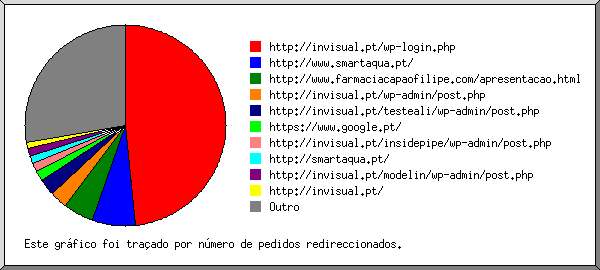 http://invisual.pt/wp-login.php
http://www.smartaqua.pt/
http://www.farmaciacapaofilipe.com/apresentacao.html
http://invisual.pt/wp-admin/post.php
http://invisual.pt/testeali/wp-admin/post.php
https://www.google.pt/
http://invisual.pt/insidepipe/wp-admin/post.php
http://smartaqua.pt/
http://invisual.pt/modelin/wp-admin/post.php
http://invisual.pt/
Outro
Este gráfico foi traçado por número de pedidos redireccionados.